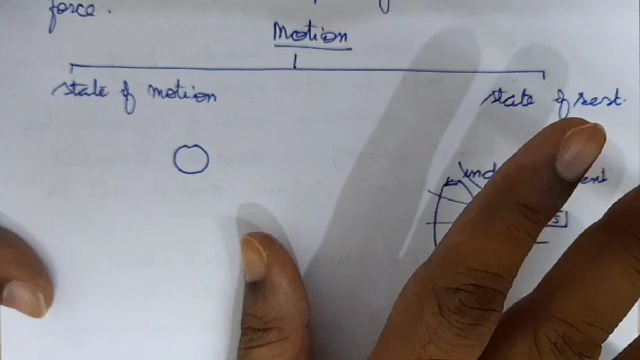 force.
Motion
state of motion
state of rest.